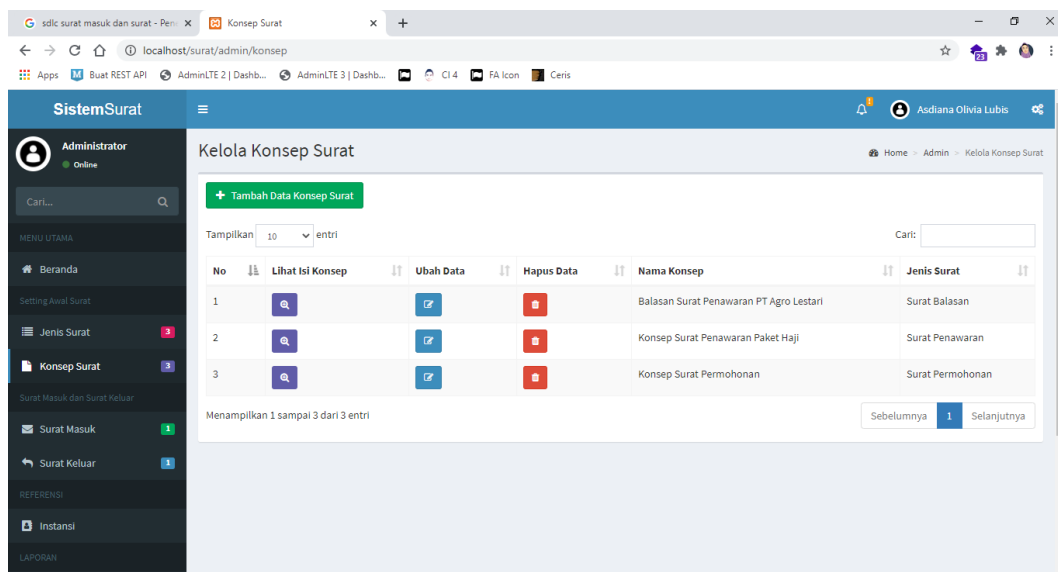 sdlc surat masuk dan surat - Pen
Konsep Surat
localhost/surat/admin/konsep
23
Apps
Buat REST API
AdminLTE 2 | Dashb...
AdminLTE 3 | Dashb...
CI 4
FA Icon
Ceris
SistemSurat
1
Asdiana Olivia Lubis
Administrator
Online
Kelola Konsep Surat
Home > Admin > Kelola Konsep Surat
Cari...
MENU UTAMA
Beranda
Setting Awal Surat
Jenis Surat 3
Konsep Surat 3
Surat Masuk dan Surat Keluar
Surat Masuk 1
Surat Keluar 1
REFERENSI
Instansi
LAPORAN
+ Tambah Data Konsep Surat
Tampilkan 10 entri
Cari:
No Lihat Isi Konsep Ubah Data Hapus Data Nama Konsep Jenis Surat
1 Balasan Surat Penawaran PT Agro Lestari Surat Balasan
2 Konsep Surat Penawaran Paket Haji Surat Penawaran
3 Konsep Surat Permohonan Surat Permohonan
Menampilkan 1 sampai 3 dari 3 entri
Sebelumnya 1 Selanjutnya